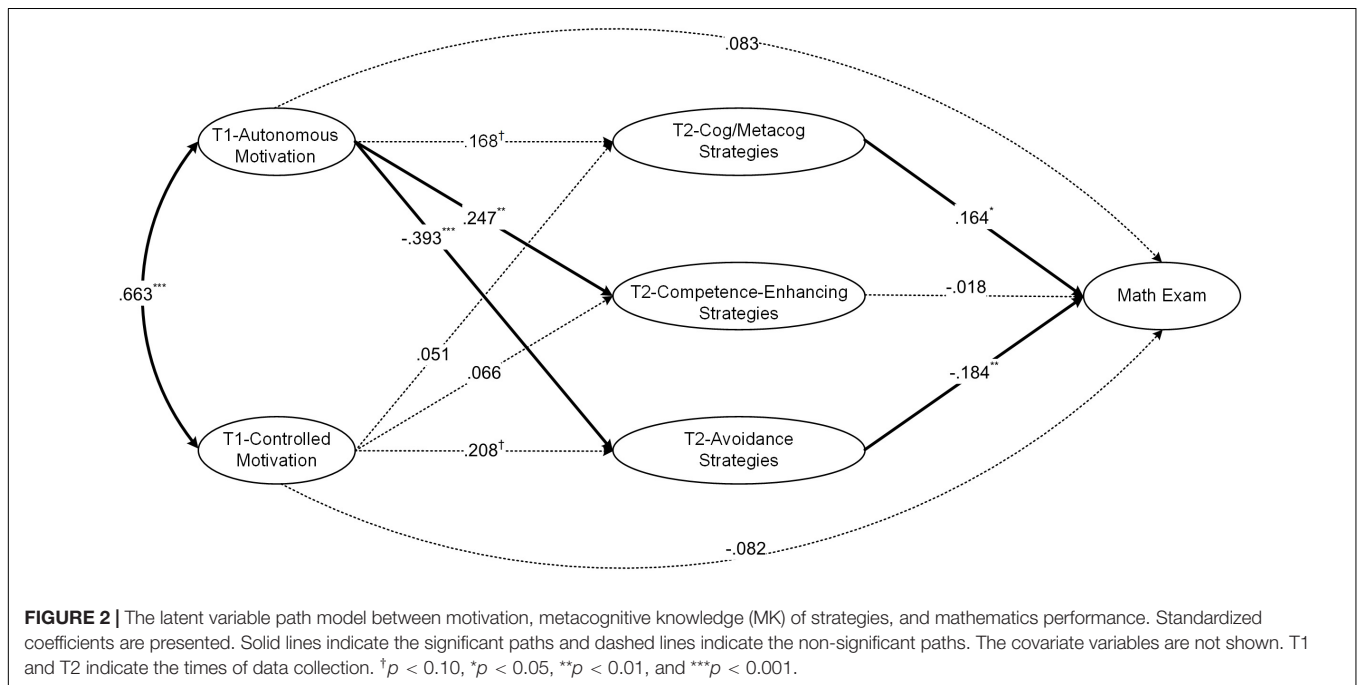 .083
T1-Autonomous
Motivation
.168†
T2-Cog/Metacog
Strategies
.247**
-.393***
.164*
.663***
T2-Competence-Enhancing
Strategies
-.018
Math Exam
.051
.066
-.184**
T1-Controlled
Motivation
.208†
T2-Avoidance
Strategies
-.082
FIGURE 2 | The latent variable path model between motivation, metacognitive knowledge (MK) of strategies, and mathematics performance. Standardized
coefficients are presented. Solid lines indicate the significant paths and dashed lines indicate the non-significant paths. The covariate variables are not shown. T1
and T2 indicate the times of data collection. †p < 0.10, *p < 0.05, **p < 0.01, and ***p < 0.001.